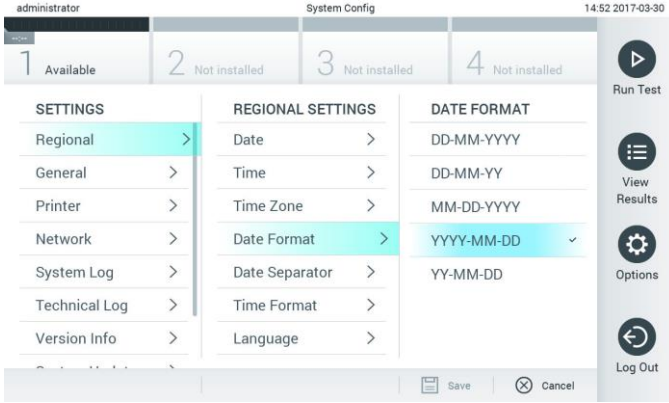 administrator System Config 14:52 2017-03-30
1 Available 2 Not installed 3 Not installed 4 Not installed
Run Test
SETTINGS REGIONAL SETTINGS DATE FORMAT
Regional Date DD-MM-YYYY
General Time DD-MM-YY
View Results
Printer Time Zone MM-DD-YYYY
Network Date Format YYYY-MM-DD
System Log Date Separator YY-MM-DD
Options
Technical Log Time Format
Version Info Language
Log Out
Save Cancel